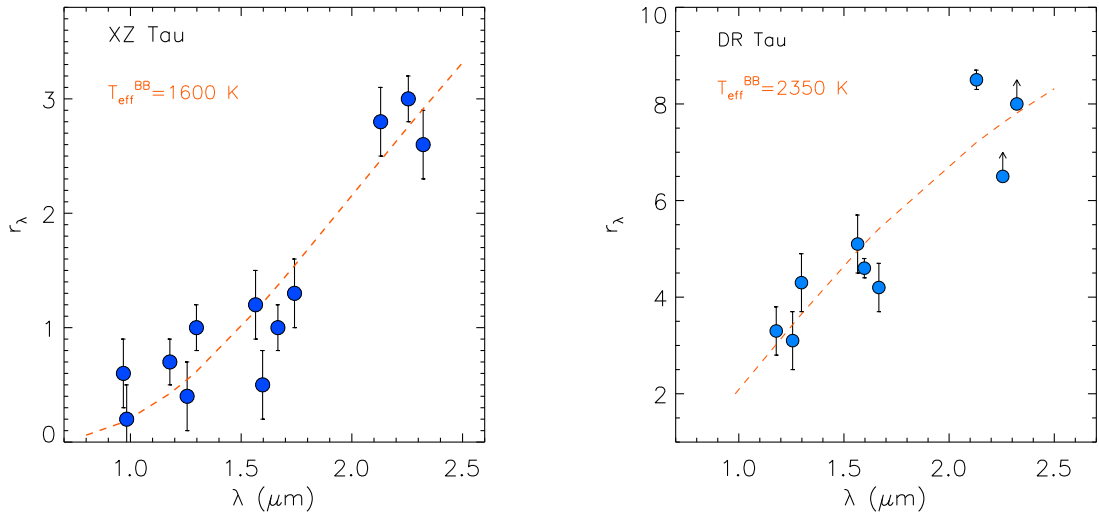 XZ Tau
T_eff^BB=1600 K
3
2
1
0
r_λ
1.0 1.5 2.0 2.5
λ (μm)
DR Tau
T_eff^BB=2350 K
10
8
6
4
2
r_λ
1.0 1.5 2.0 2.5
λ (μm)